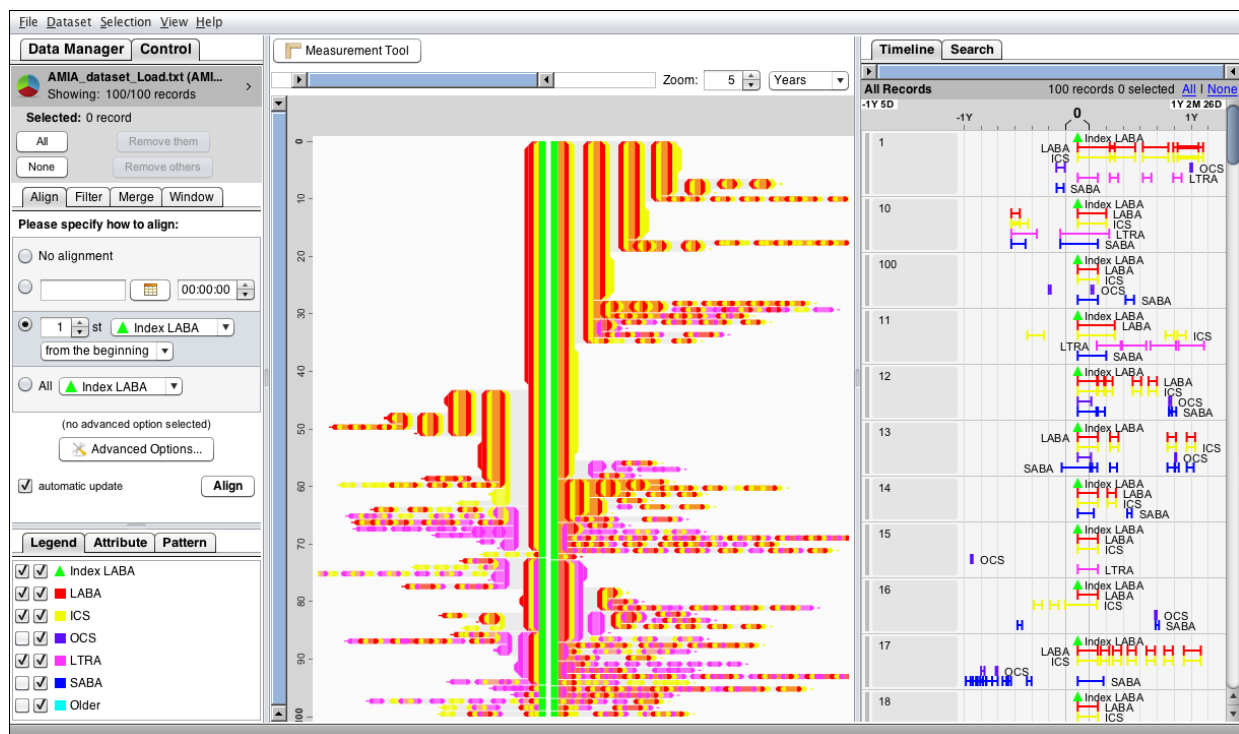 File Dataset Selection View Help
Data Manager Control
AMIA_dataset_Load.txt (AMI...
Showing: 100/100 records
Selected: 0 record
All Remove them
None Remove others
Align Filter Merge Window
Please specify how to align:
No alignment
00:00:00
1 st Index LABA
from the beginning
All Index LABA
(no advanced option selected)
Advanced Options...
automatic update Align
Legend Attribute Pattern
Index LABA
LABA
ICS
OCS
LTRA
SABA
Older
Measurement Tool
Zoom: 5 Years
0
10
20
30
40
50
60
70
80
90
100
Timeline Search
All Records 100 records 0 selected All | None
-1Y 5D 1Y 2M 26D
-1Y 0 1Y
1
Index LABA
LABA
ICS
OCS
LTRA
SABA
10
Index LABA
LABA
ICS
LTRA
SABA
100
Index LABA
LABA
ICS
OCS
SABA
11
Index LABA
LABA
ICS
LTRA
SABA
12
Index LABA
LABA
ICS
OCS
SABA
13
Index LABA
LABA
ICS
OCS
SABA
14
Index LABA
LABA
ICS
SABA
15
Index LABA
LABA
ICS
OCS
LTRA
16
Index LABA
LABA
ICS
OCS
SABA
17
Index LABA
LABA
ICS
OCS
SABA
18
Index LABA
LABA
ICS